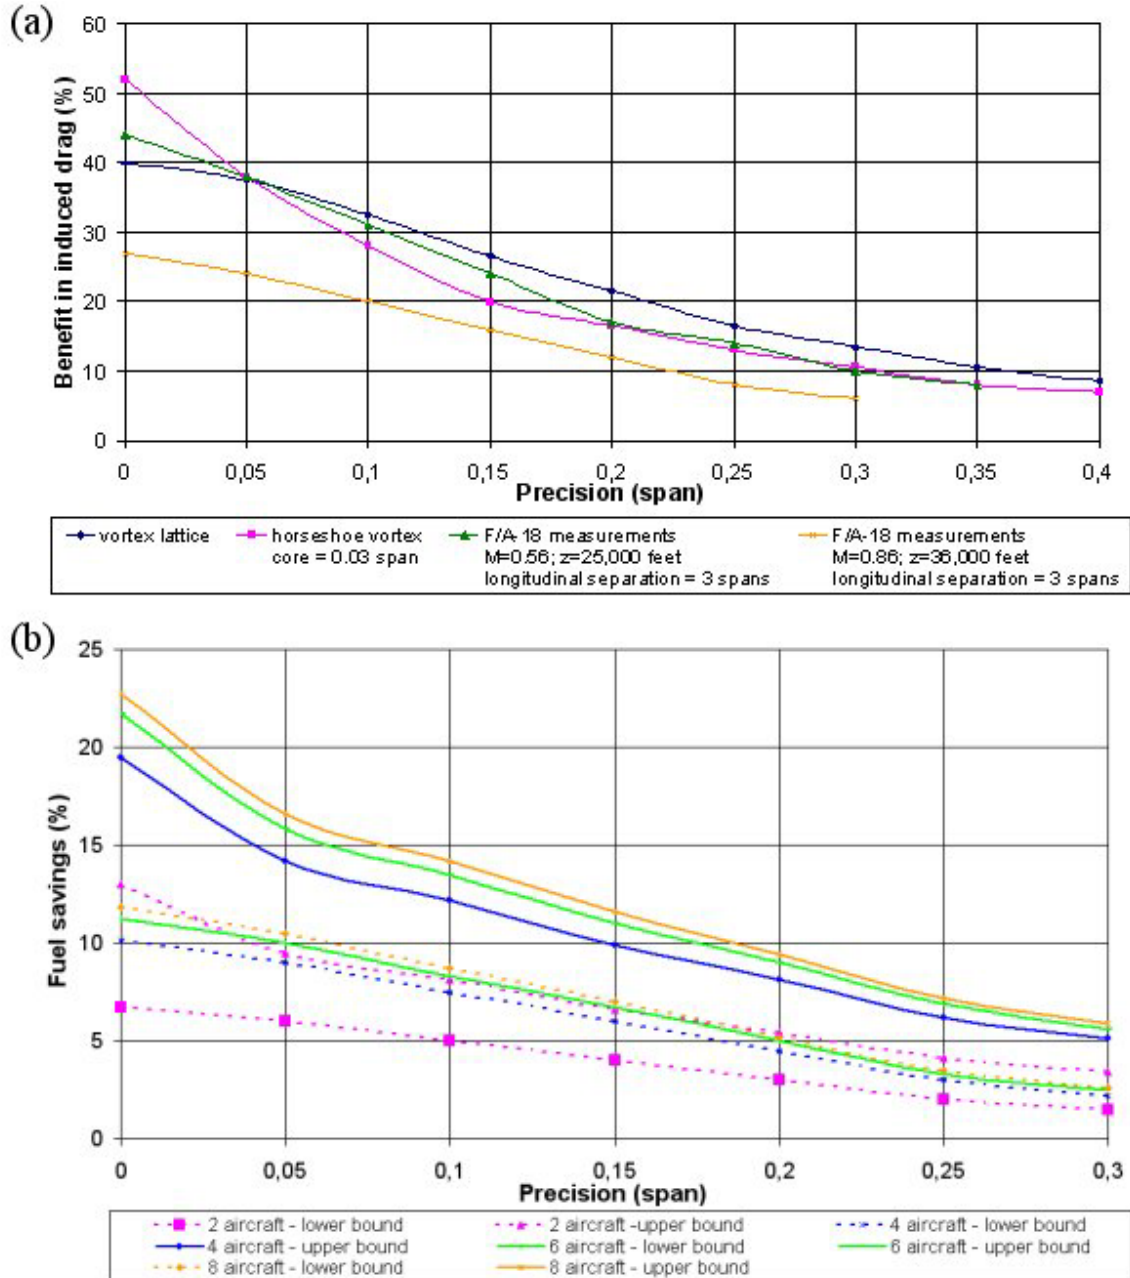 (a)
60
50
40
30
20
10
0
Benefit in induced drag (%)
0 0,05 0,1 0,15 0,2 0,25 0,3 0,35 0,4
Precision (span)
vortex lattice horseshoe vortex F/A-18 measurements F/A-18 measurements
core = 0.03 span M=0.56; z=25,000 feet M=0.86; z=36,000 feet
longitudinal separation = 3 spans longitudinal separation = 3 spans
(b)
25
20
15
10
5
0
Fuel savings (%)
0 0,05 0,1 0,15 0,2 0,25 0,3
Precision (span)
2 aircraft - lower bound 2 aircraft -upper bound 4 aircraft - lower bound
4 aircraft - upper bound 6 aircraft - lower bound 6 aircraft - upper bound
8 aircraft - lower bound 8 aircraft - upper bound